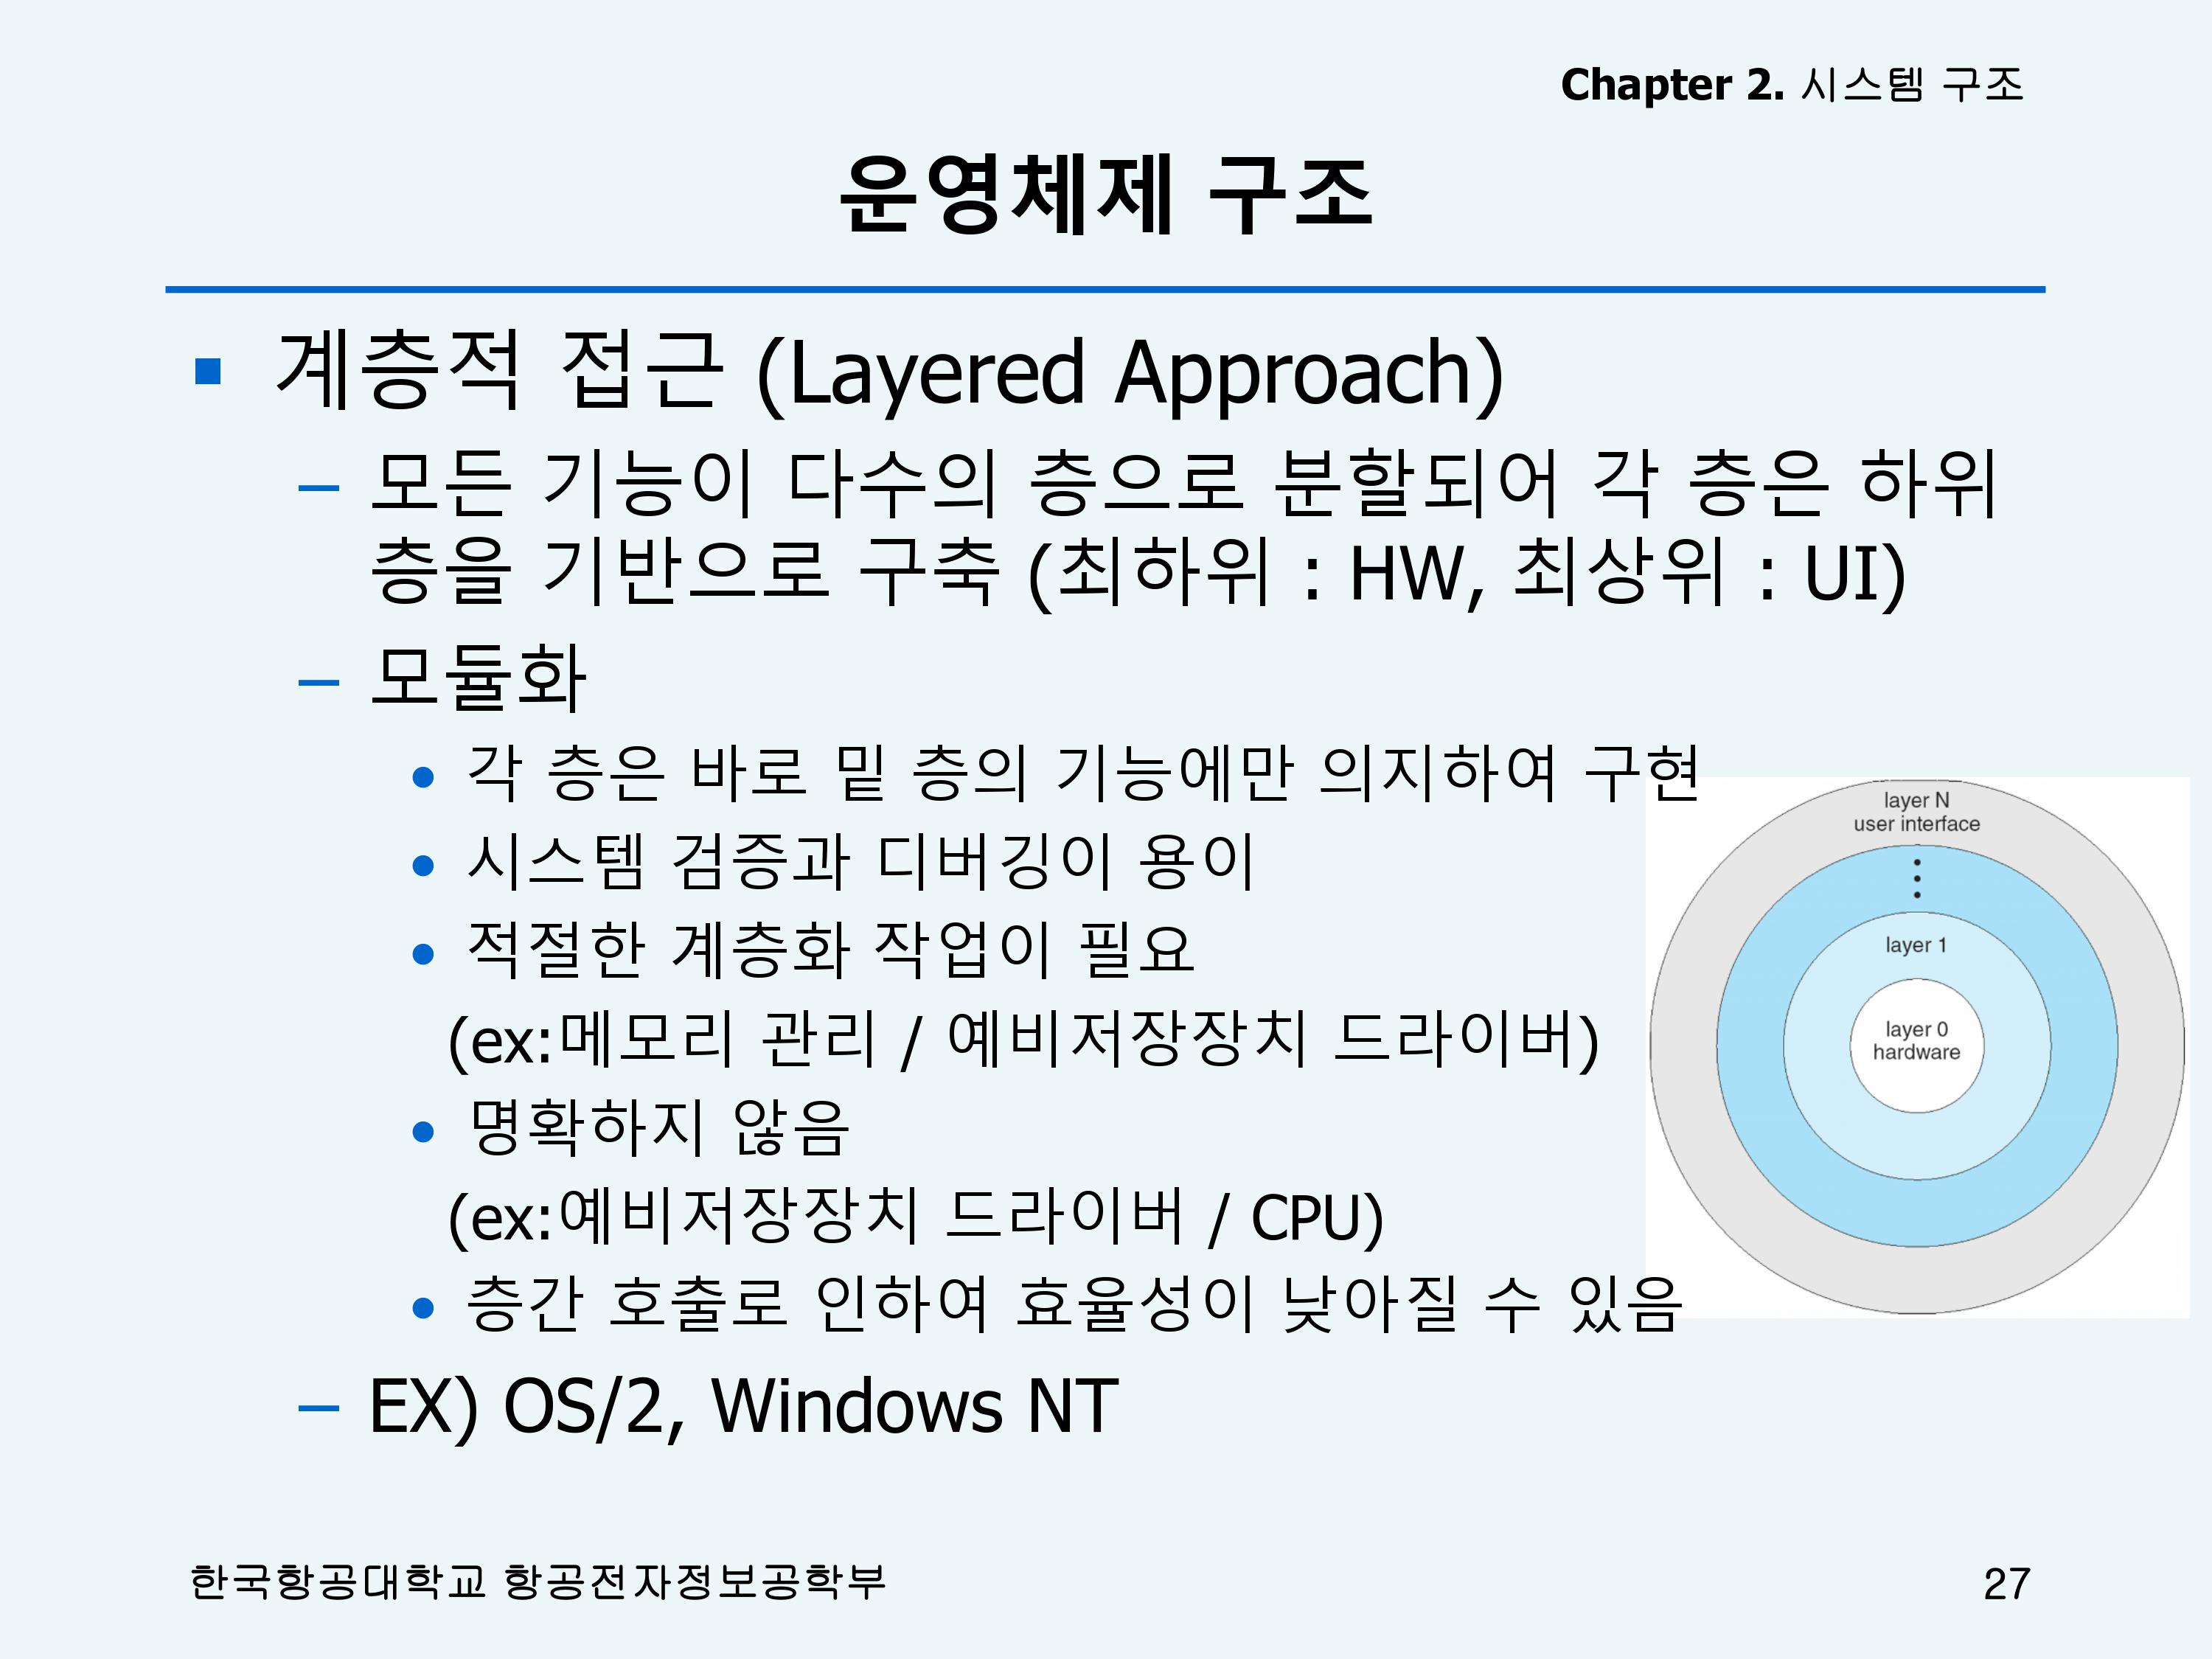 Chapter 2. 시스템 구조
운영체제 구조
▪ 계층적 접근 (Layered Approach)
– 모든 기능이 다수의 층으로 분할되어 각 층은 하위
층을 기반으로 구축 (최하위 : HW, 최상위 : UI)
– 모듈화
• 각 층은 바로 밑 층의 기능에만 의지하여 구현
• 시스템 검증과 디버깅이 용이
• 적절한 계층화 작업이 필요
(ex:메모리 관리 / 예비저장장치 드라이버)
• 명확하지 않음
(ex:예비저장장치 드라이버 / CPU)
• 층간 호출로 인하여 효율성이 낮아질 수 있음
– EX) OS/2, Windows NT
layer N
user interface
layer 1
layer 0
hardware
한국항공대학교 항공전자정보공학부
27